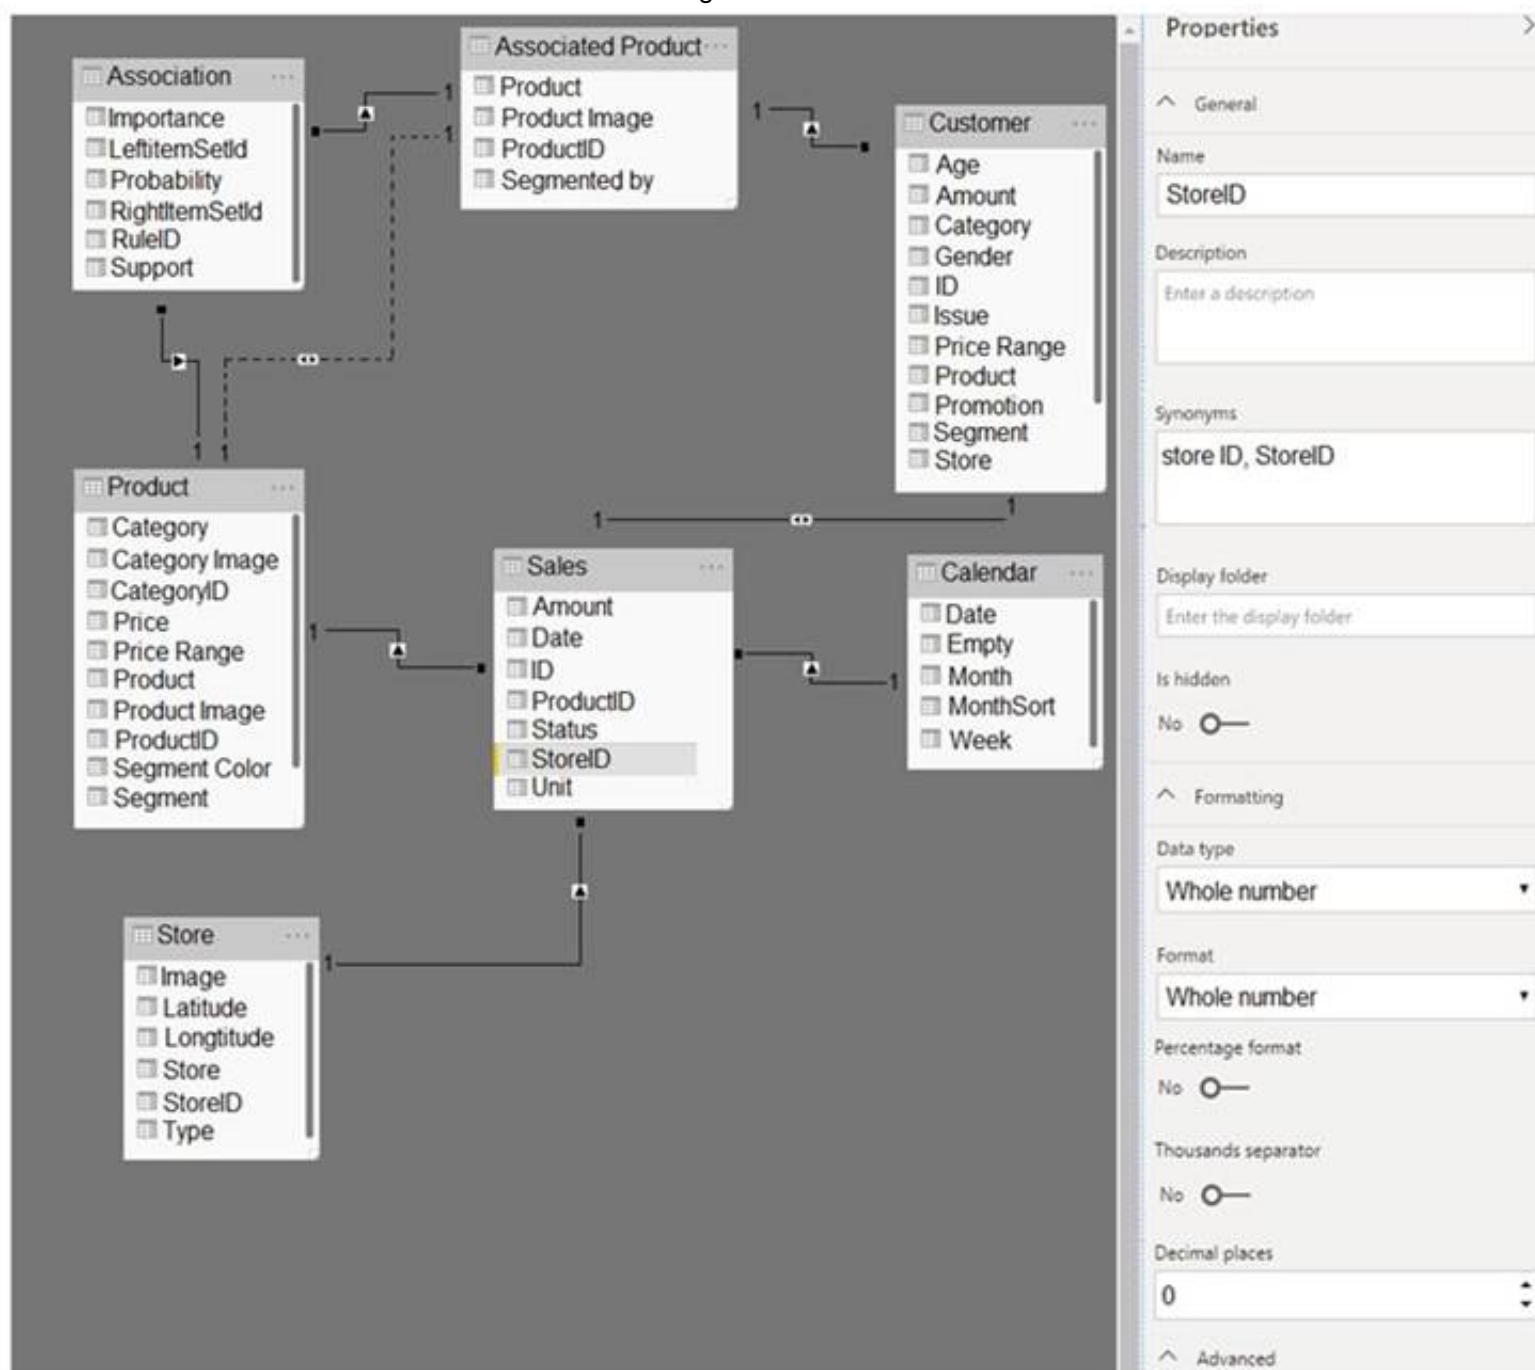 Association
Importance
LeftitemSetId
Probability
RightItemSetId
RuleID
Support
Associated Product
Product
Product Image
ProductID
Segmented by
Customer
Age
Amount
Category
Gender
ID
Issue
Price Range
Product
Promotion
Segment
Store
1
1
1
1 1
Product
Category
Category Image
CategoryID
Price
Price Range
Product
Product Image
ProductID
Segment Color
Segment
1
1
1
Sales
Amount
Date
ID
ProductID
Status
StoreID
Unit
Calendar
Date
Empty
Month
MonthSort
Week
1
Store
Image
Latitude
Longtitude
Store
StoreID
Type
1
Properties
General
Name
StoreID
Description
Enter a description
Synonyms
store ID, StoreID
Display folder
Enter the display folder
Is hidden
No
Formatting
Data type
Whole number
Format
Whole number
Percentage format
No
Thousands separator
No
Decimal places
0
Advanced